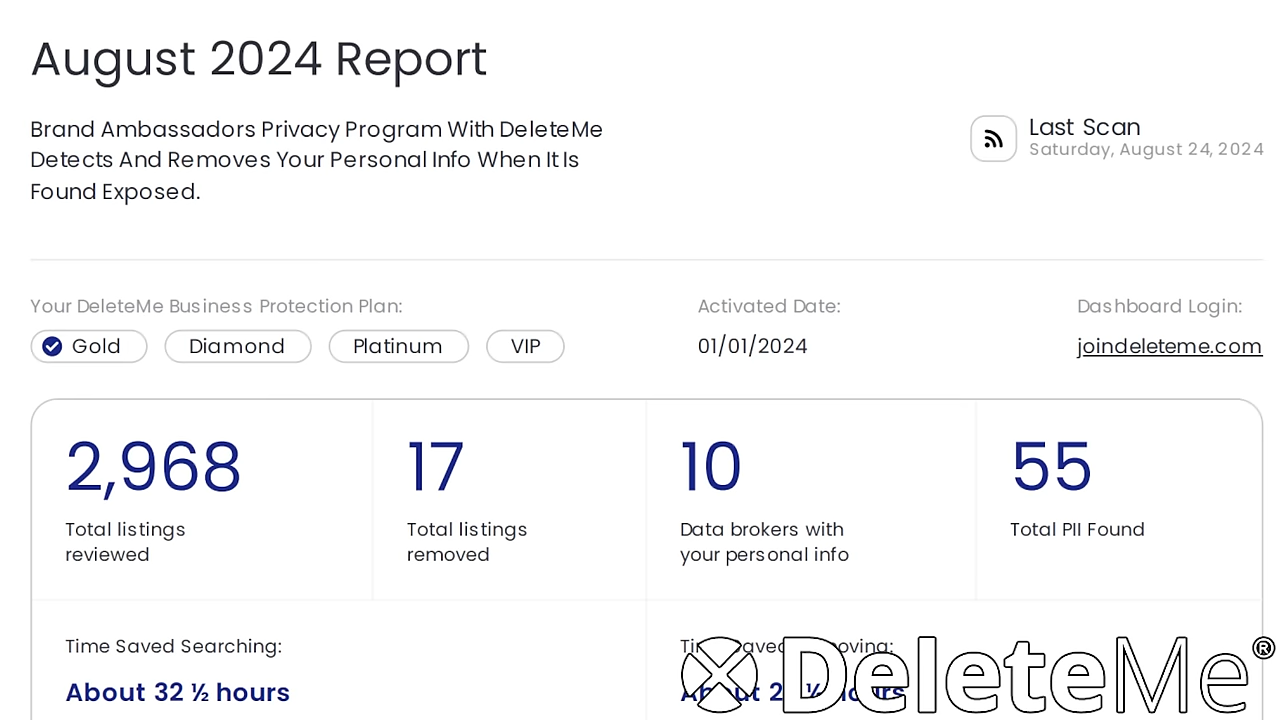 August 2024 Report
Brand Ambassadors Privacy Program With DeleteMe
Detects And Removes Your Personal Info When It Is
Found Exposed.
Last Scan
Saturday, August 24, 2024
Your DeleteMe Business Protection Plan:
Gold
Diamond
Platinum
VIP
Activated Date:
01/01/2024
Dashboard Login:
joindeleteme.com
2,968
Total listings
reviewed
17
Total listings
removed
10
Data brokers with
your personal info
55
Total PII Found
Time Saved Searching:
About 32 ½ hours
DeleteMe®